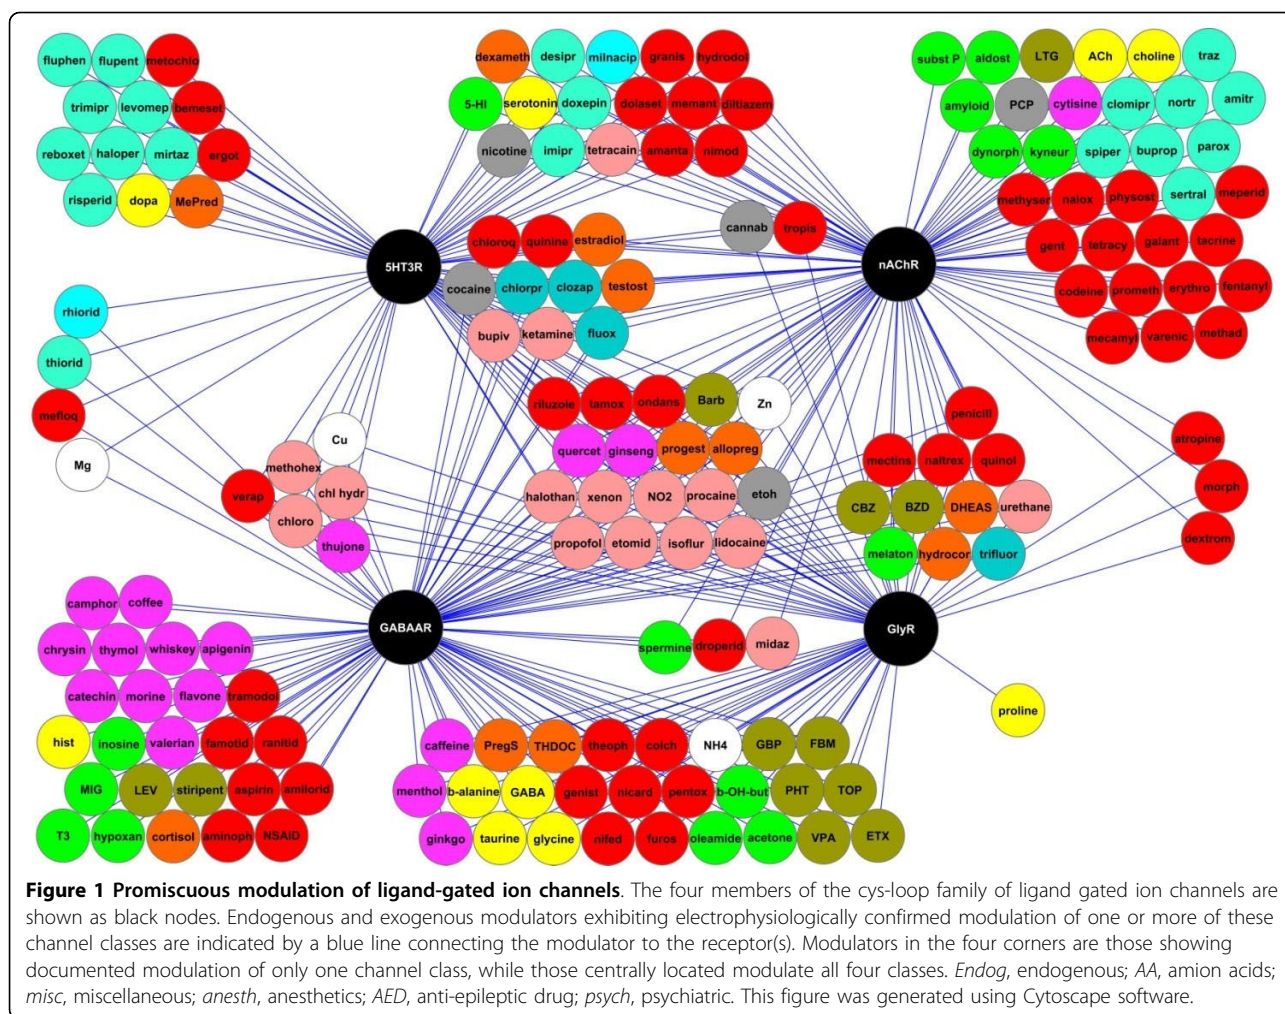 fluphen flupent metochlo
trimipr levomep bemeset
reboxet haloper mirtaz ergot
risperid dopa MePred
dexameth desipr milnacip granis hydrodol
5-HI serotonin doxepin dolaset memant diltiazem
nicotine imipr tetracain amanta nimod
subst P aldost LTG ACh choline traz
amyloid PCP cytisine clomipr nortr amitr
dynorph kyneur spiper buprop parox
methyser nalox physost sertral meperid
gent tetracy galant tacrine
codeine prometh erythro fentanyl
mecamyl varenic methad
5HT3R
chloroq quinine estradiol
cocaine chlorpr clozap testost
bupiv ketamine fluox
cannab tropis
nAChR
rhiorid
thiorid
mefloq
Mg
Cu
methohex
verap chl hydr
chloro
thujone
riluzole tamox ondans Barb Zn
quercet ginseng progest allopreg
halothan xenon NO2 procaine etoh
propofol etomid isoflur lidocaine
penicill
mectins naltrex quinol
CBZ BZD DHEAS urethane
melaton hydrocor trifluor
atropine
morph
dextrom
GABAAR
spermine droperid midaz
GlyR
proline
camphor coffee
chrysin thymol whiskey apigenin
catechin morine flavone tramodol
hist inosine valerian famotid ranitid
MIG LEV stiripent aspirin amilorid
T3 hypoxan cortisol aminoph NSAID
caffeine PregS THDOC theoph colch NH4 GBP FBM
menthol b-alanine GABA genist nicard pentox b-OH-but PHT TOP
ginkgo taurine glycine nifed furos oleamide acetone VPA ETX
Figure 1 Promiscuous modulation of ligand-gated ion channels. The four members of the cys-loop family of ligand gated ion channels are
shown as black nodes. Endogenous and exogenous modulators exhibiting electrophysiologically confirmed modulation of one or more of these
channel classes are indicated by a blue line connecting the modulator to the receptor(s). Modulators in the four corners are those showing
documented modulation of only one channel class, while those centrally located modulate all four classes. Endog, endogenous; AA, amion acids;
misc, miscellaneous; anesth, anesthetics; AED, anti-epileptic drug; psych, psychiatric. This figure was generated using Cytoscape software.